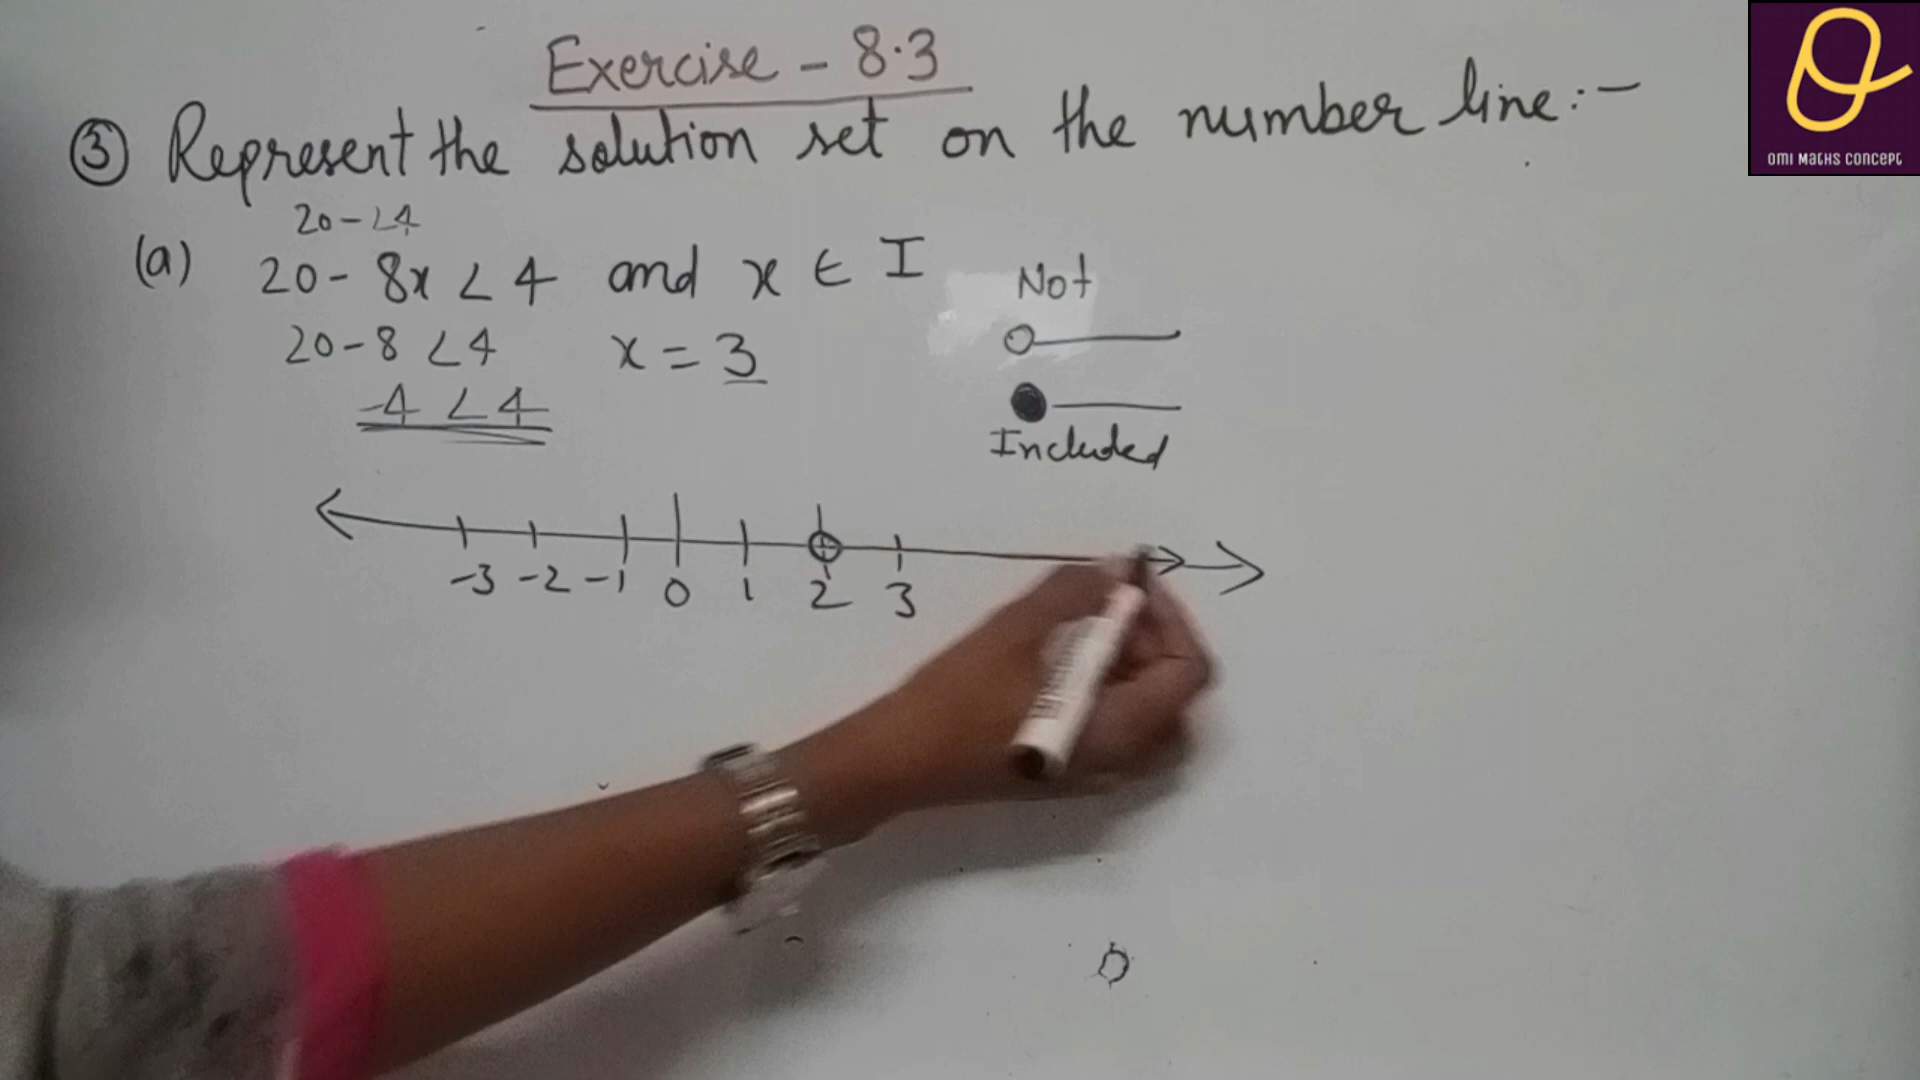 Exercise - 8.3
③ Represent the solution set on the number line :-
20 - < 4
(a) 20 - 8x < 4 and x ∈ I
20 - 8 < 4 x = 3
-4 < 4
Not
Included
-3 -2 -1 0 1 2 3
OMI MATHS CONCEPT